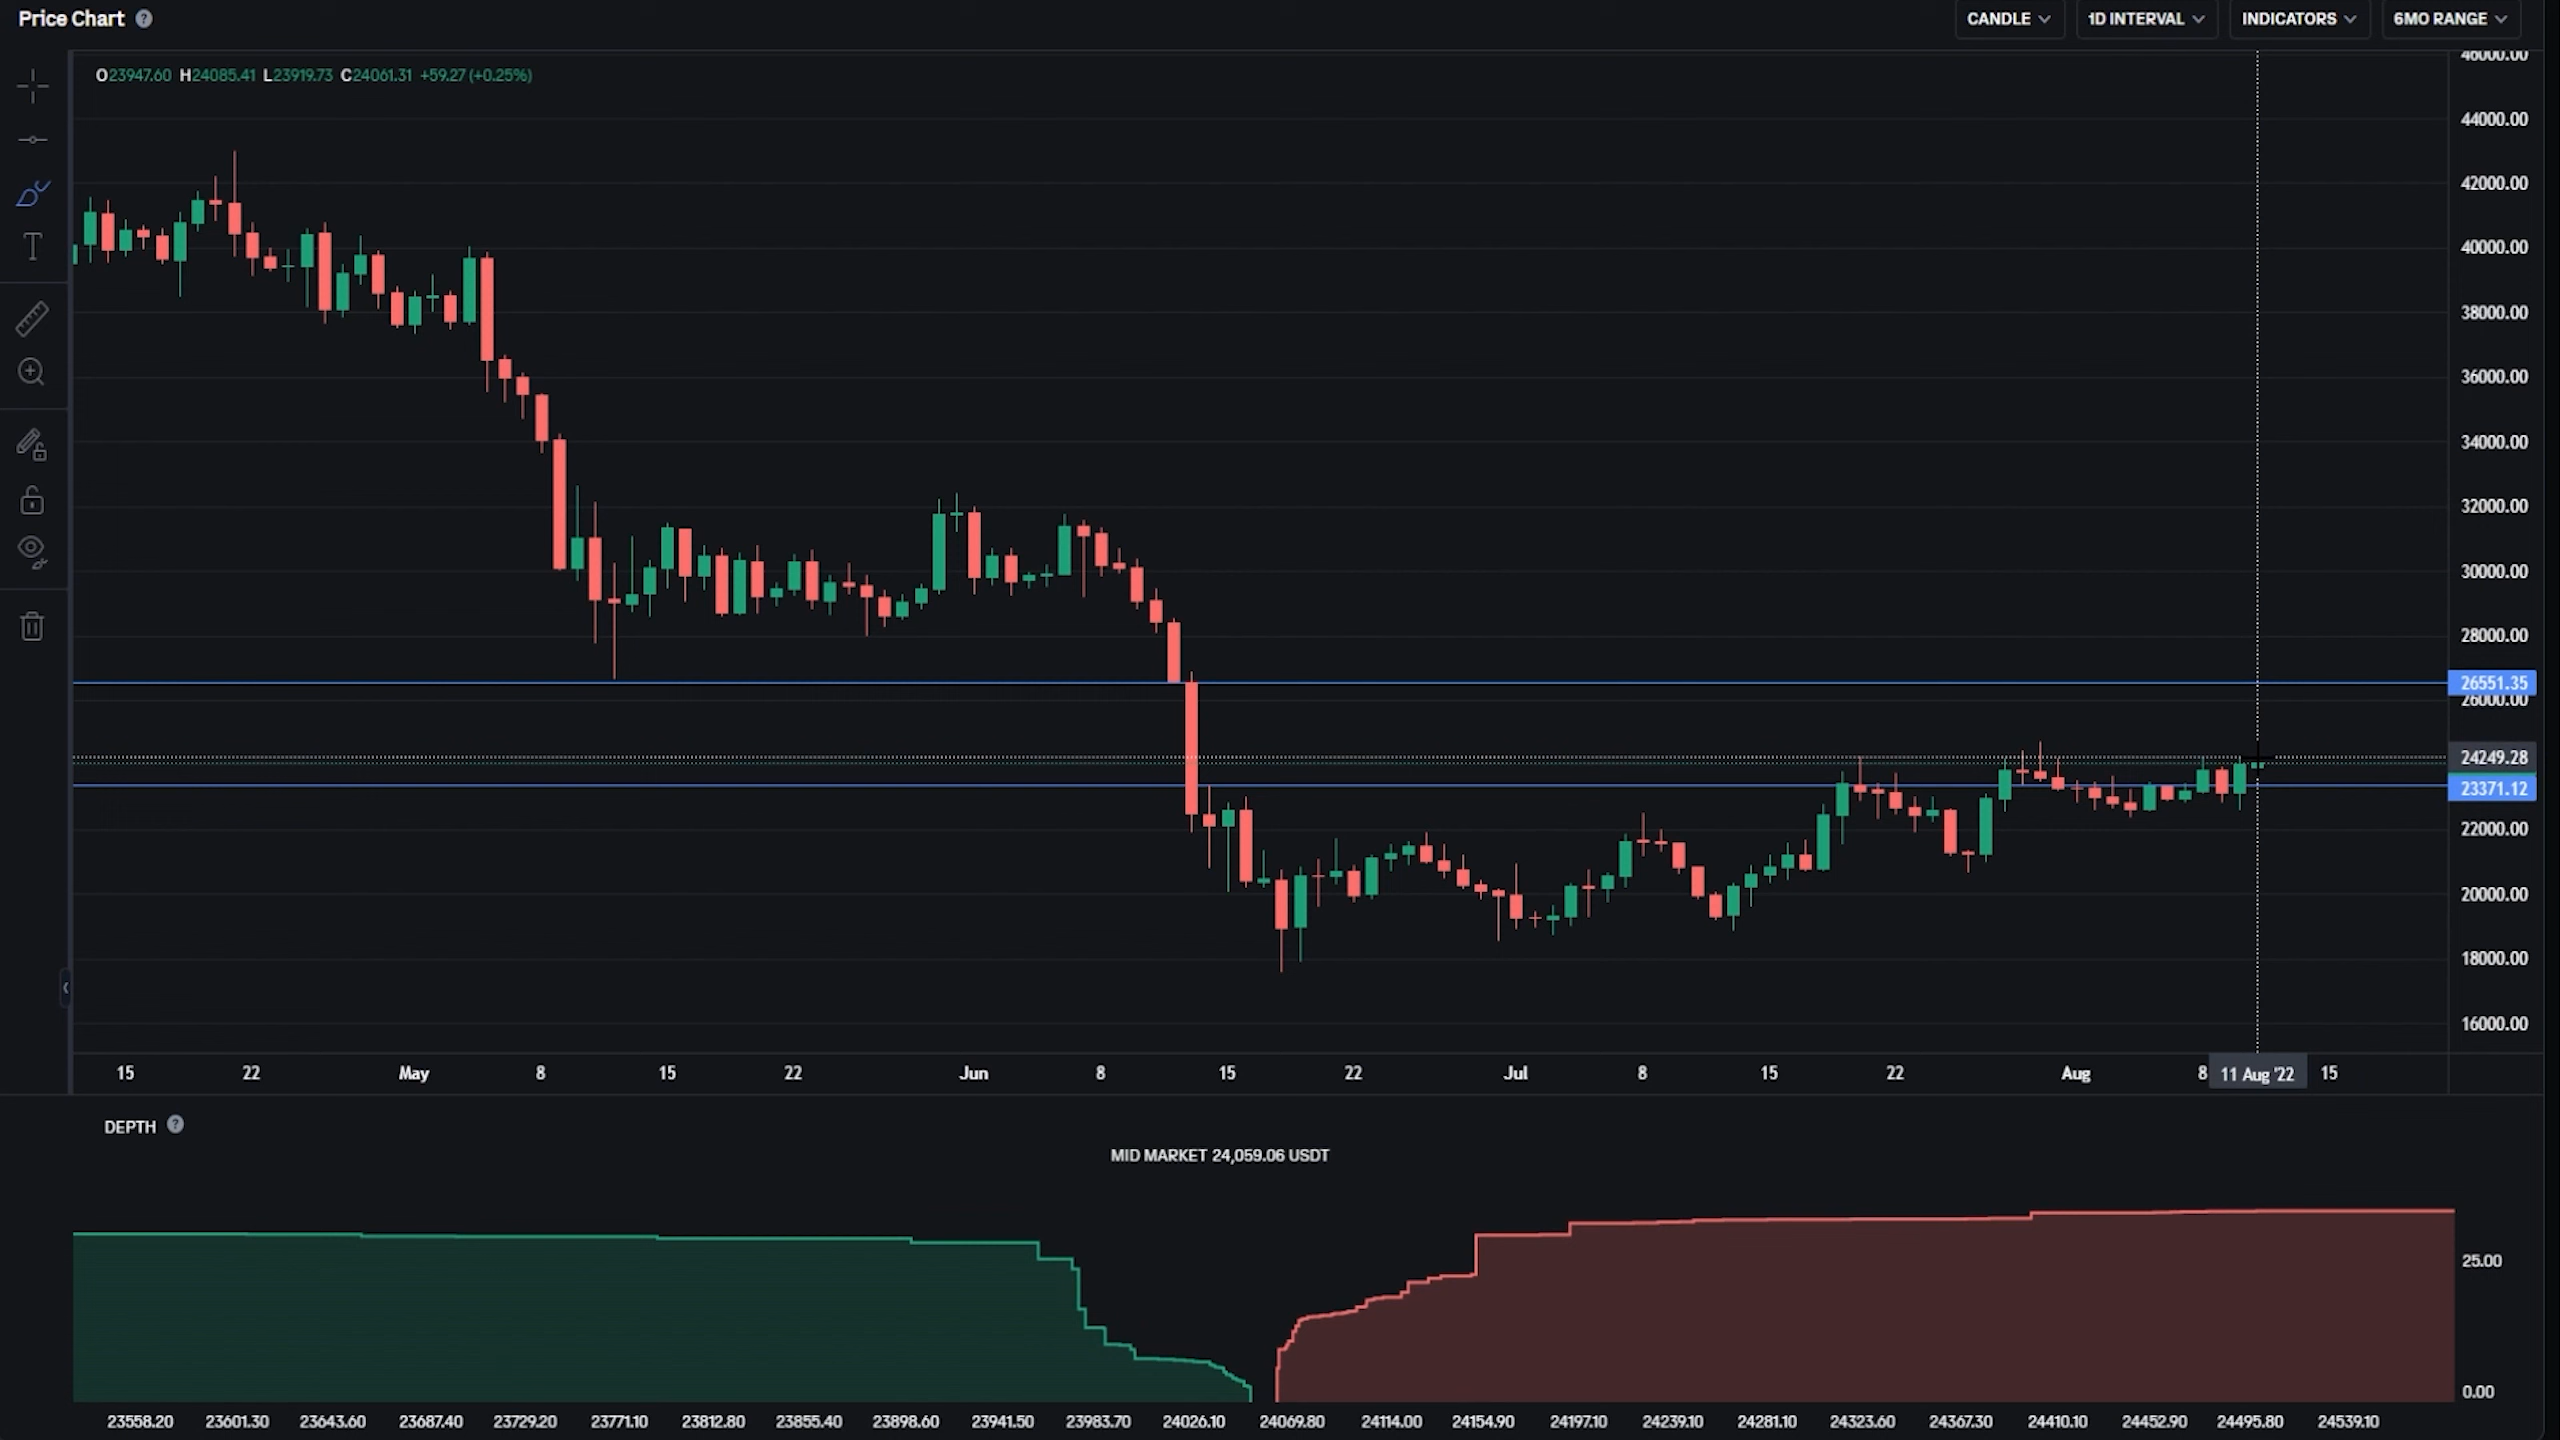 Price Chart ?
CANDLE 1D INTERVAL INDICATORS 6MO RANGE
O23947.60 H24085.41 L23919.73 C24061.31 +59.27 (+0.25%)
46000.00
44000.00
42000.00
40000.00
38000.00
36000.00
34000.00
32000.00
30000.00
28000.00
26551.35
26000.00
24249.28
23371.12
22000.00
20000.00
18000.00
16000.00
T
15 22 May 8 15 22 Jun 8 15 22 Jul 8 15 22 Aug 8 11 Aug '22 15
DEPTH ?
MID MARKET 24,059.06 USDT
25.00
0.00
23558.20 23601.30 23643.60 23687.40 23729.20 23771.10 23812.80 23855.40 23898.60 23941.50 23983.70 24026.10 24069.80 24114.00 24154.90 24197.10 24239.10 24281.10 24323.60 24367.30 24410.10 24452.90 24495.80 24539.10